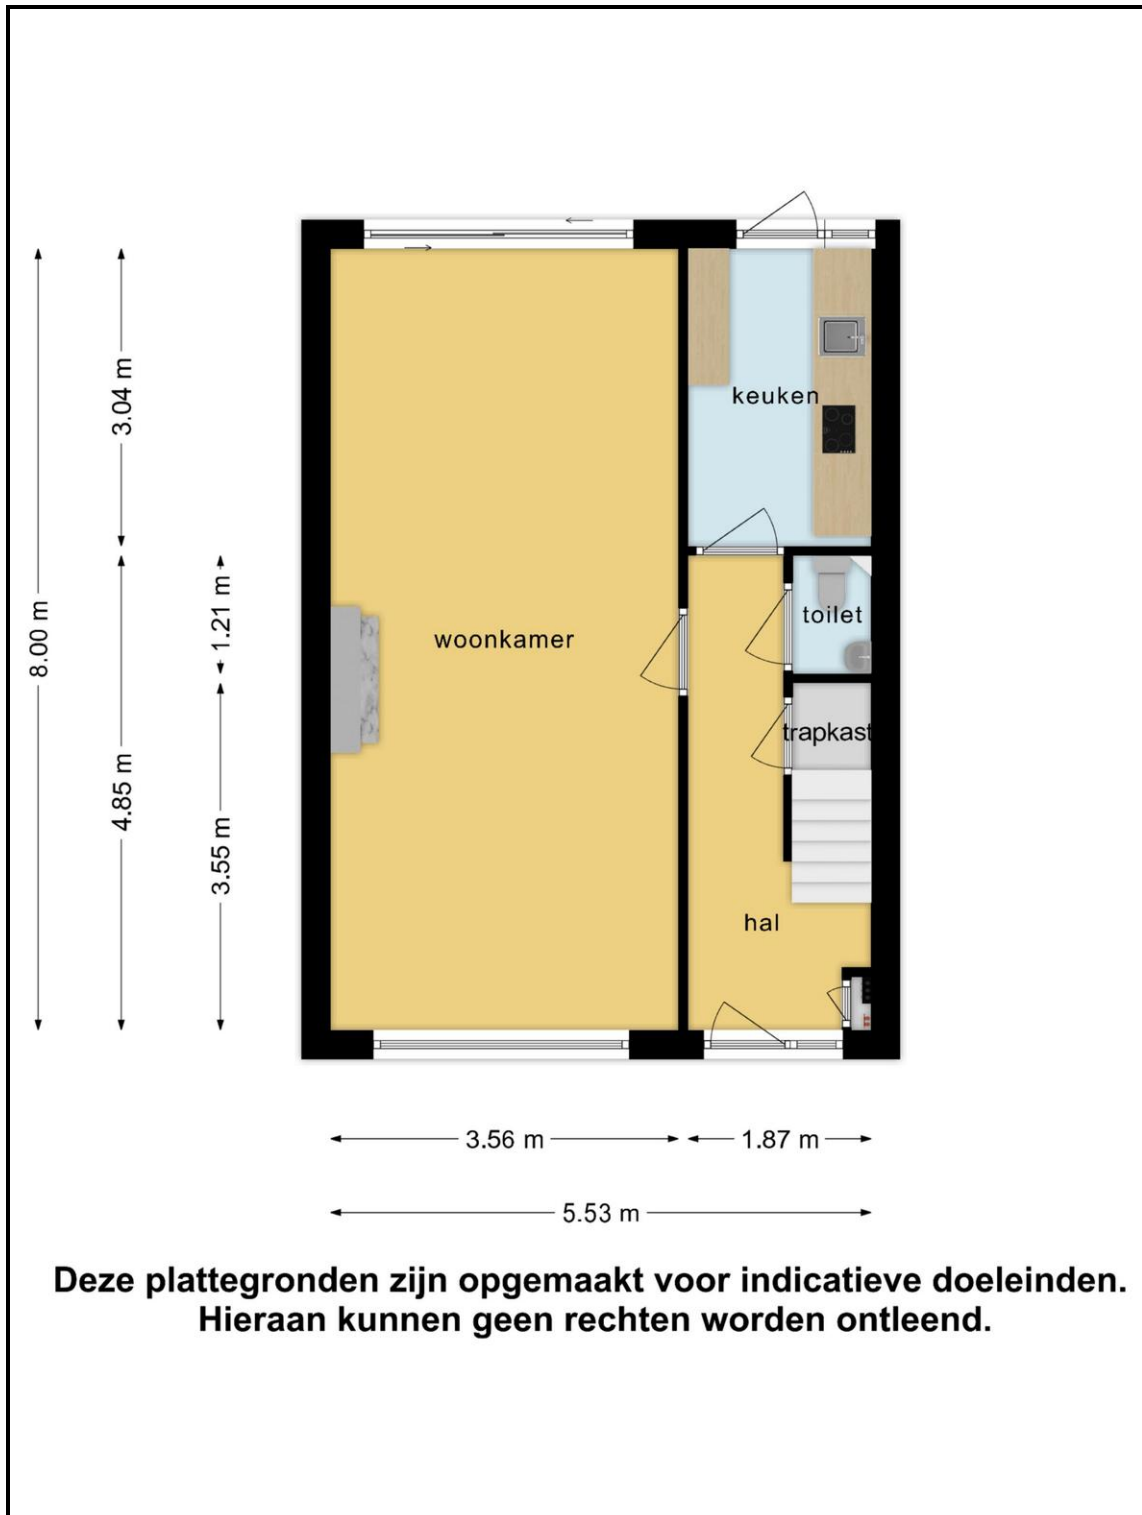 keuken
3.04 m
1.21 m
toilet
8.00 m
woonkamer
trapkast
4.85 m
3.55 m
hal
3.56 m
1.87 m
5.53 m
Deze plattegronden zijn opgemaakt voor indicatieve doeleinden.
Hieraan kunnen geen rechten worden ontleend.